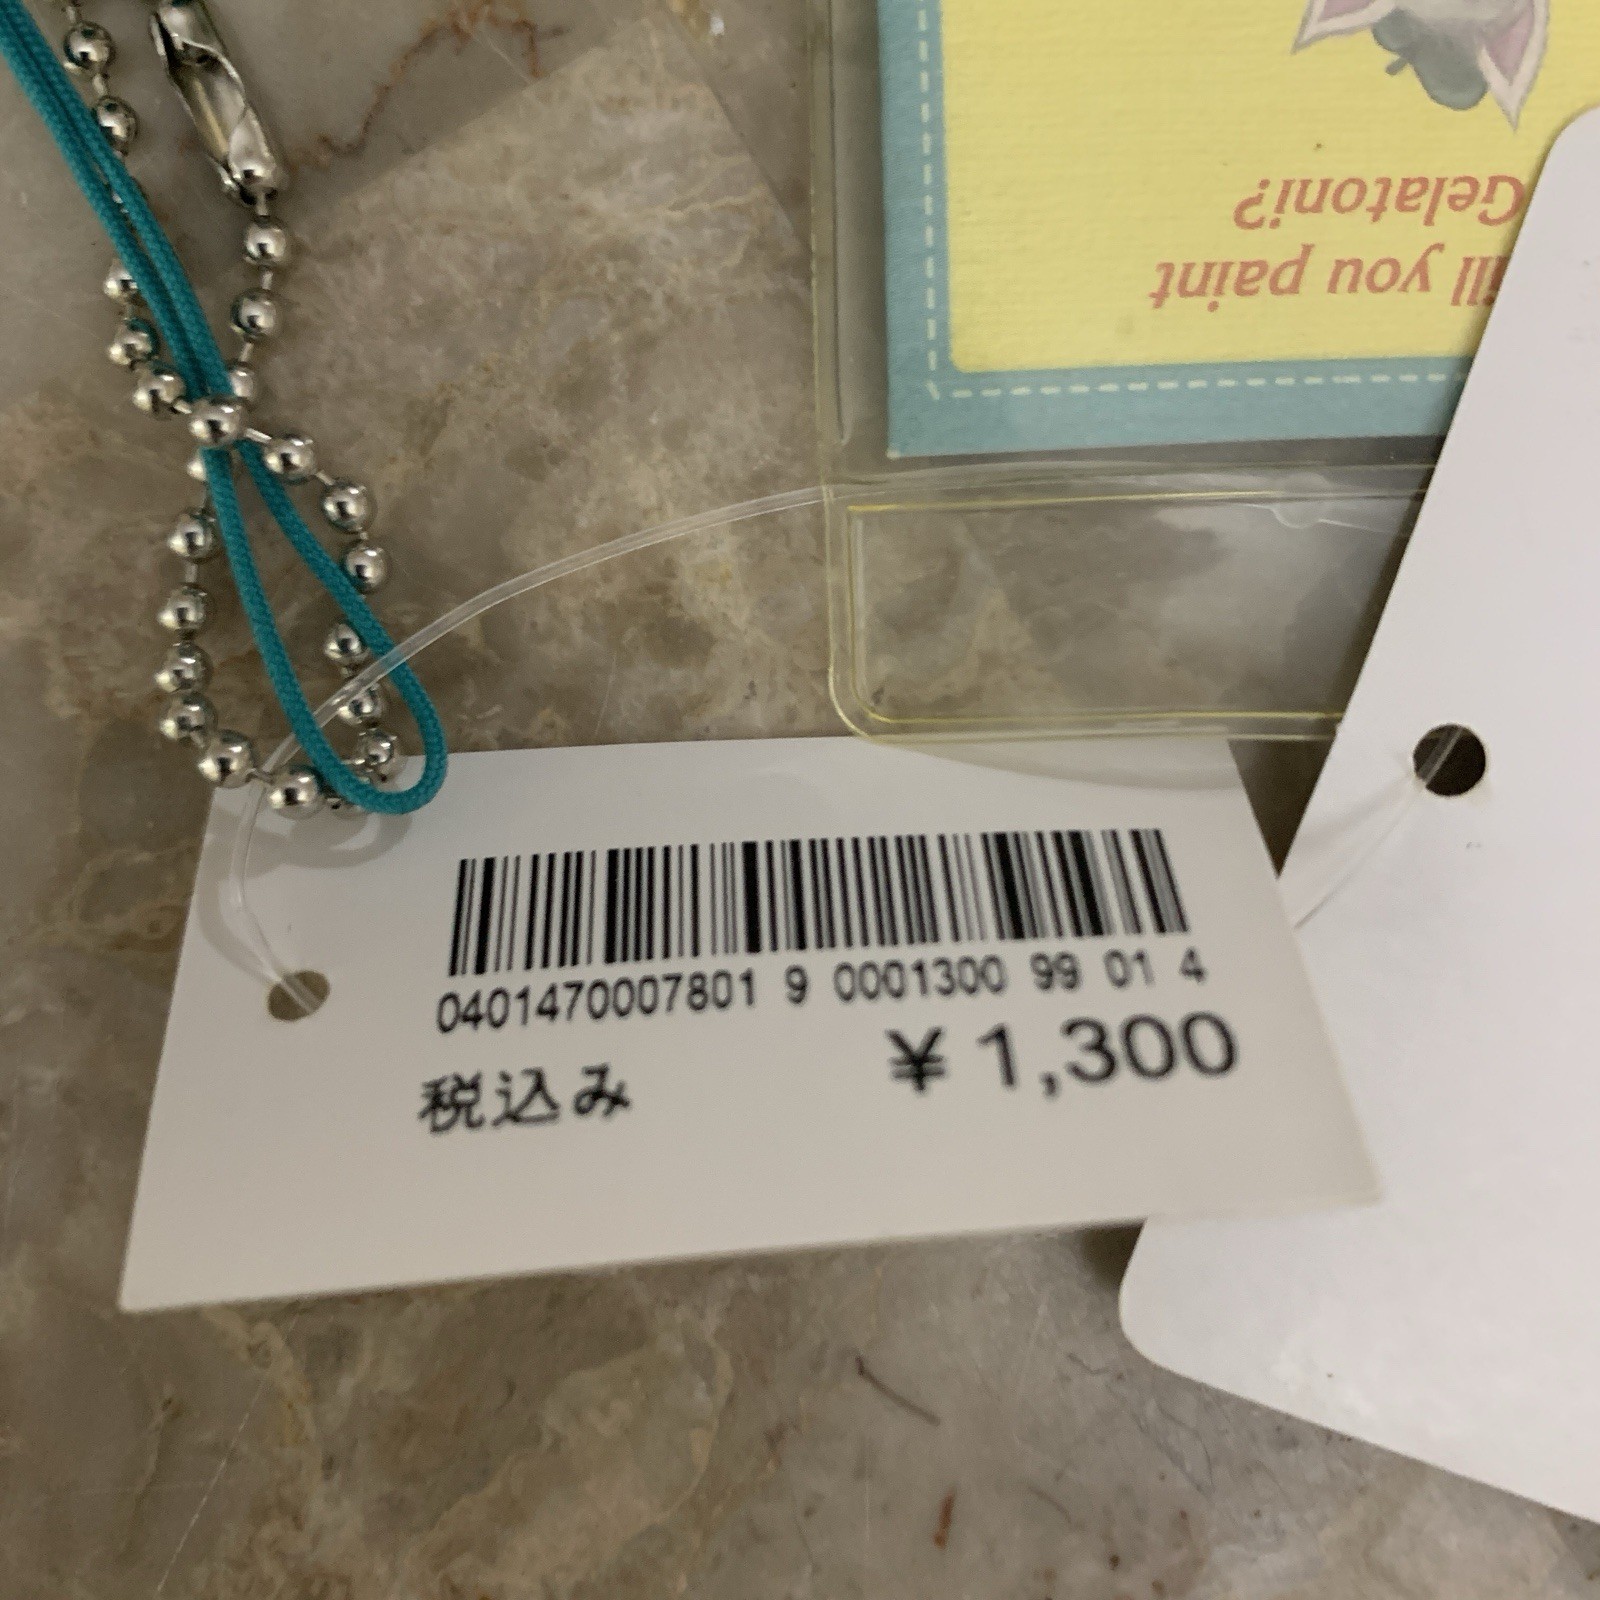 ill you paint
Gelatoni?
0401470007801 9 0001300 99 01 4
税込み ¥1,300